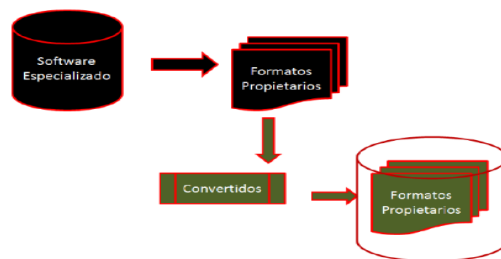 Software
Especializado
Formatos
Propietarios
Convertidos
Formatos
Propietarios